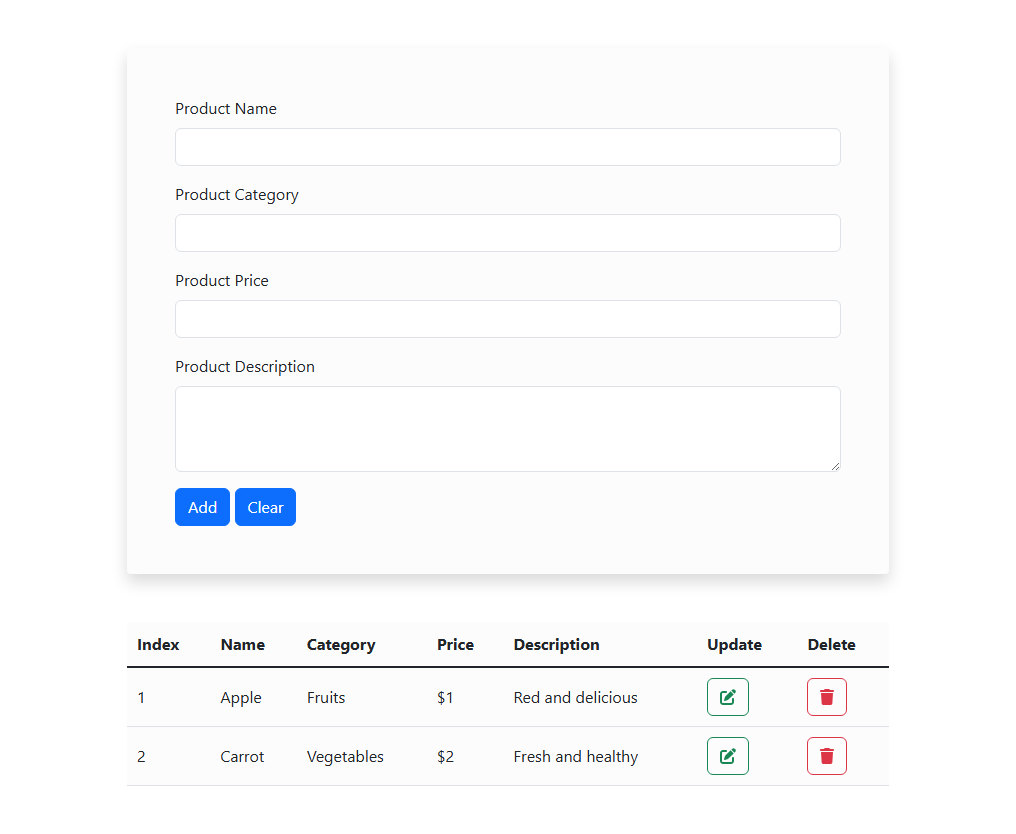 Product Name
Product Category
Product Price
Product Description
Add Clear
Index Name Category Price Description Update Delete
1 Apple Fruits $1 Red and delicious
2 Carrot Vegetables $2 Fresh and healthy